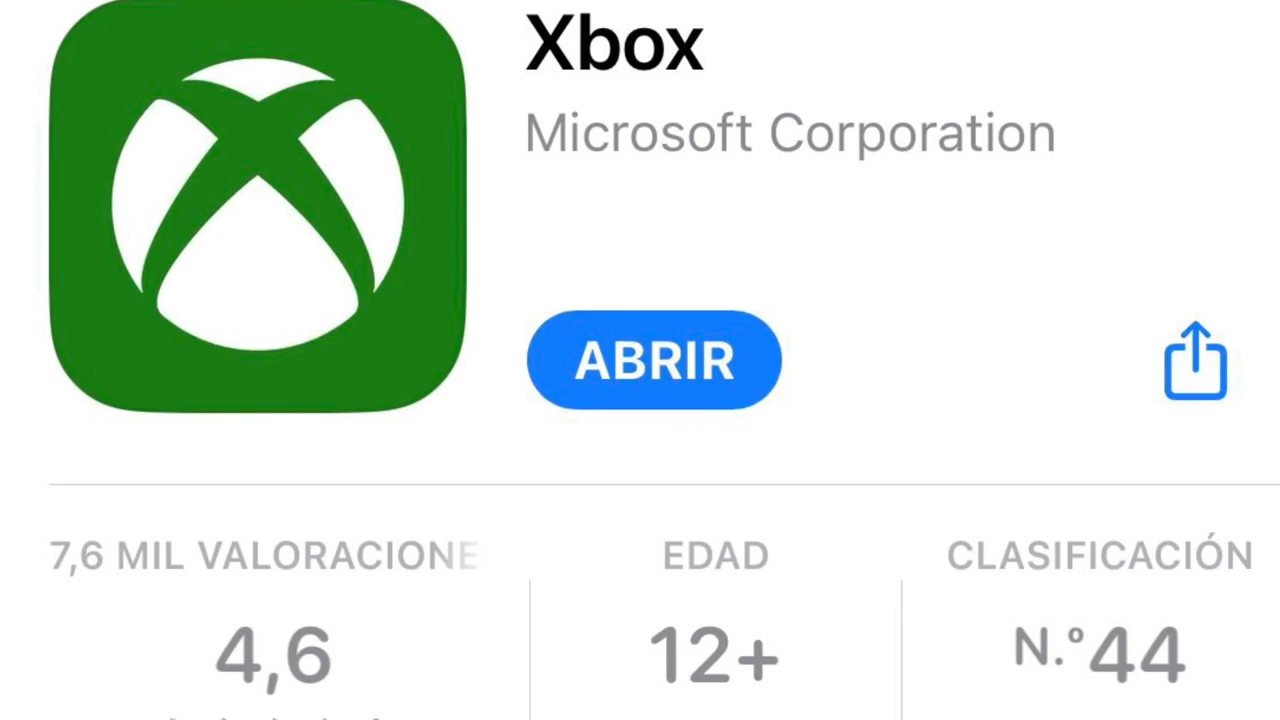 Xbox
Microsoft Corporation
ABRIR
7,6 MIL VALORACIONE
EDAD
CLASIFICACIÓN
4,6
12+
N.º44